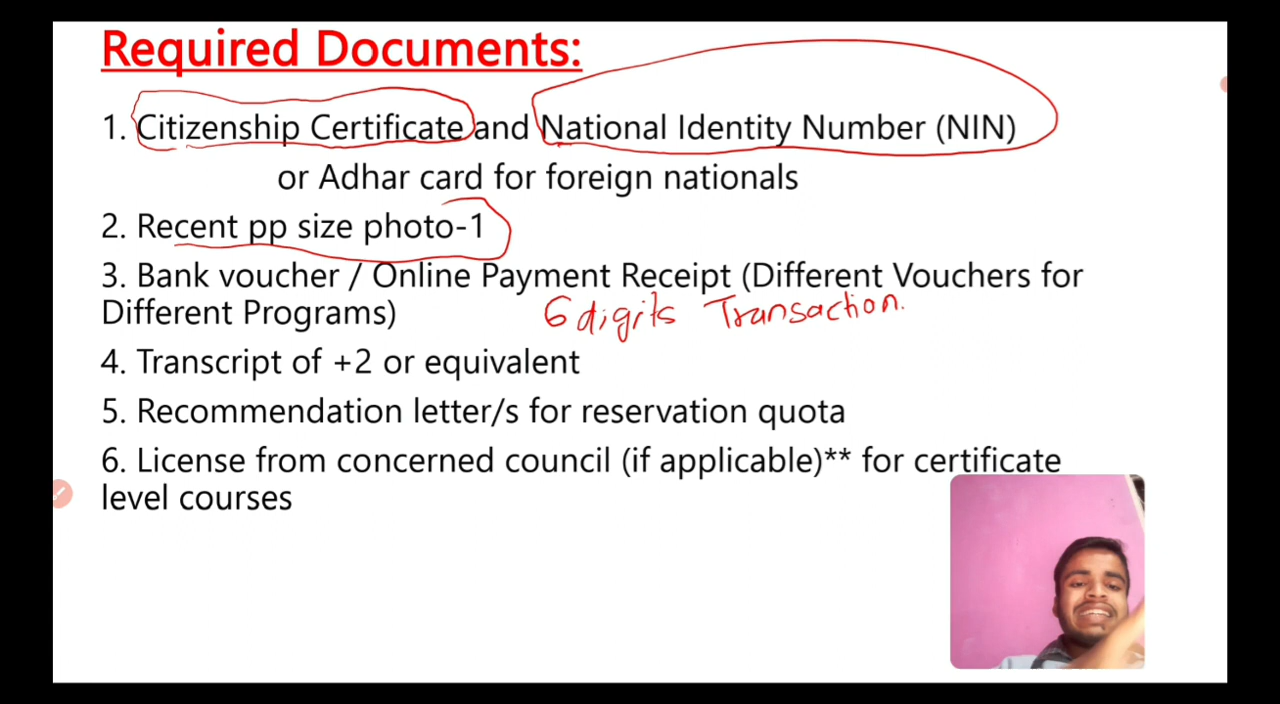 Required Documents:
1. Citizenship Certificate and National Identity Number (NIN)
or Adhar card for foreign nationals
2. Recent pp size photo-1
3. Bank voucher / Online Payment Receipt (Different Vouchers for
Different Programs)
6 digits Transaction.
4. Transcript of +2 or equivalent
5. Recommendation letter/s for reservation quota
6. License from concerned council (if applicable)** for certificate
level courses